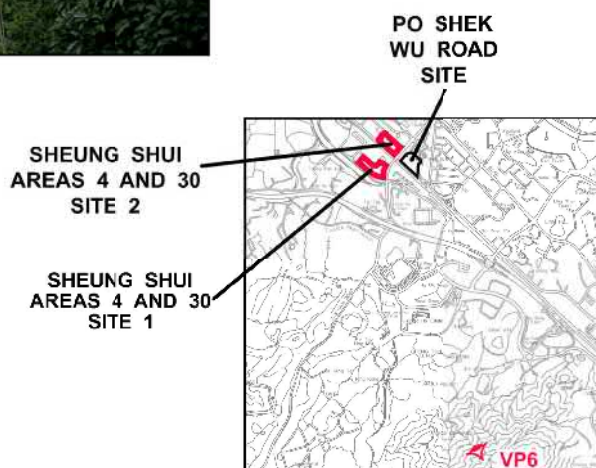 PO SHEK
WU ROAD
SITE
SHEUNG SHUI
AREAS 4 AND 30
SITE 2
SHEUNG SHUI
AREAS 4 AND 30
SITE 1
VP6